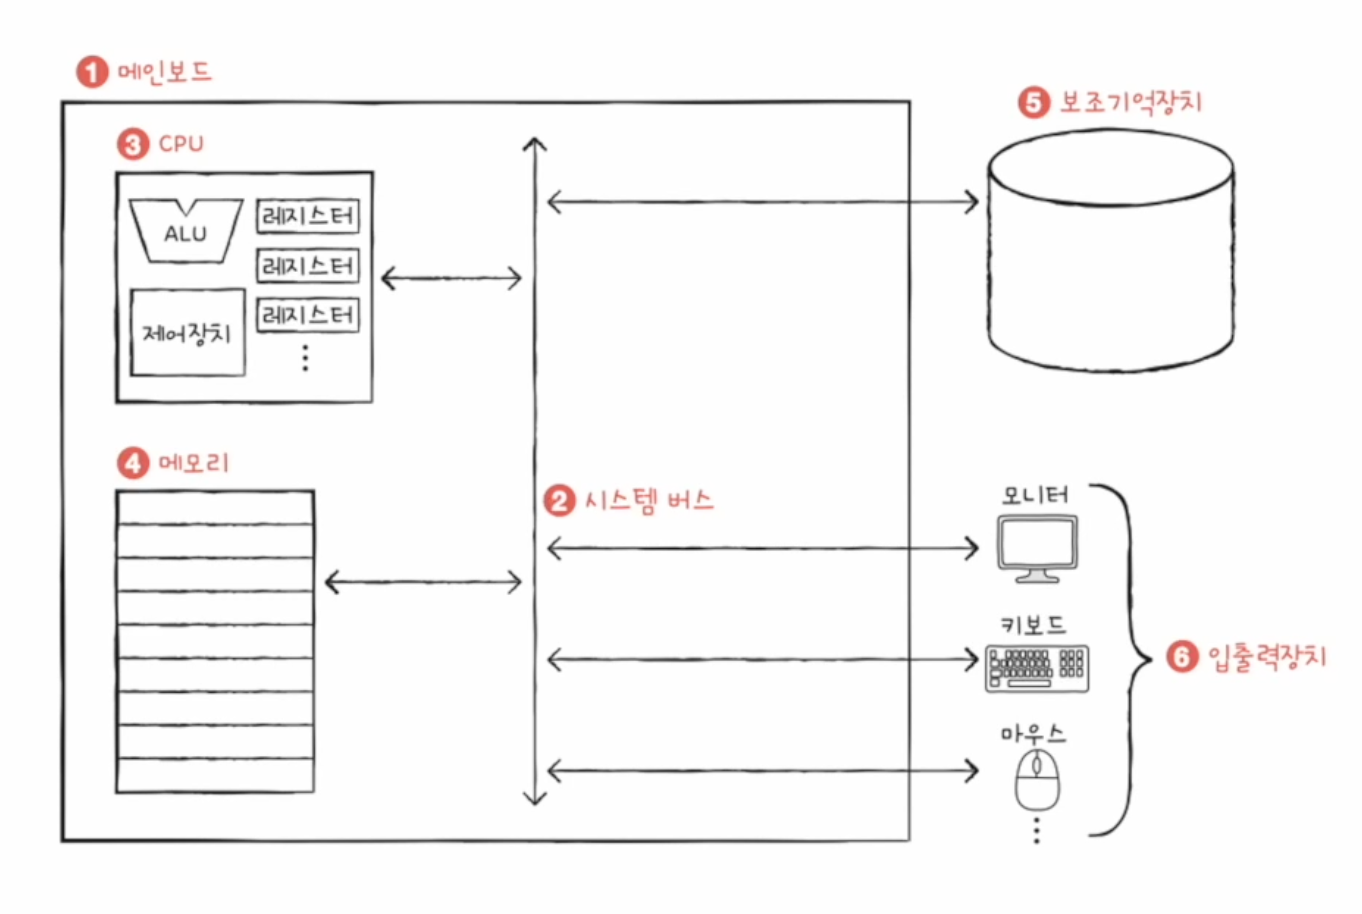 1 메인보드
5 보조기억장치
3 CPU
ALU
레지스터
레지스터
레지스터
제어장치
4 메모리
2 시스템 버스
모니터
키보드
6 입출력장치
마우스